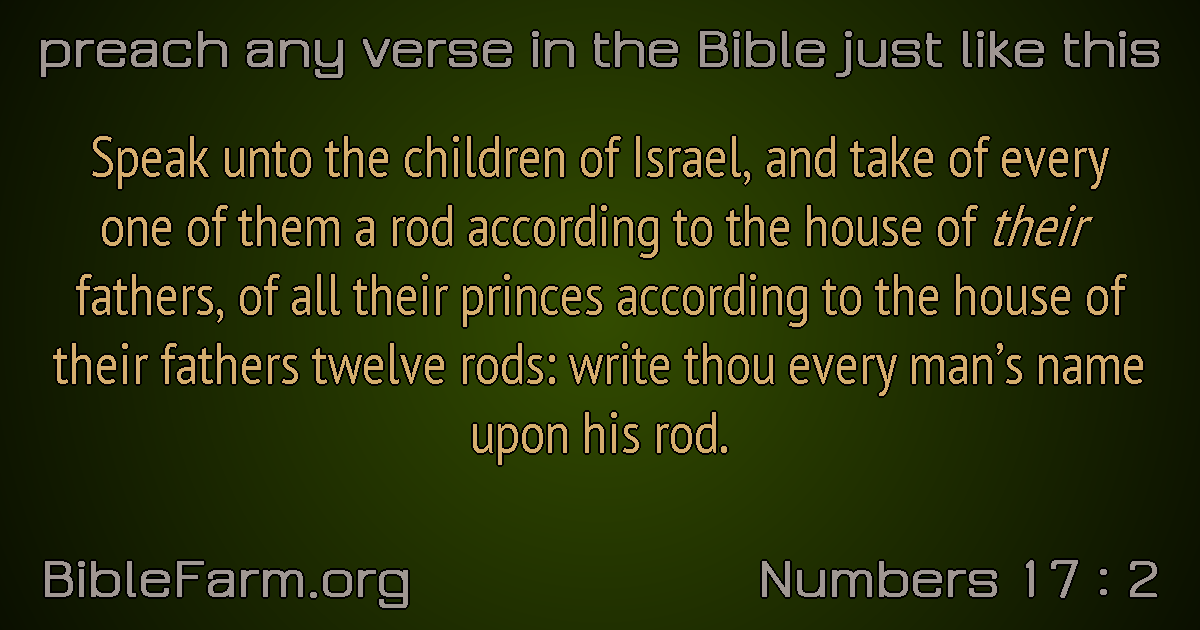 preach any verse in the Bible just like this
Speak unto the children of Israel, and take of every
one of them a rod according to the house of their
fathers, of all their princes according to the house of
their fathers twelve rods: write thou every man’s name
upon his rod.
BibleFarm.org
Numbers 17 : 2